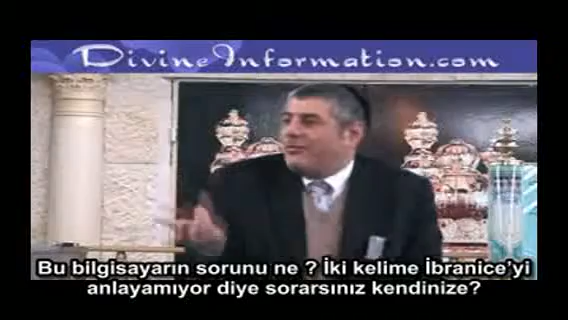 DivineInformation.com
Bu bilgisayarın sorunu ne ? İki kelime İbranice'yi
anlayamıyor diye sorarsınız kendinize?